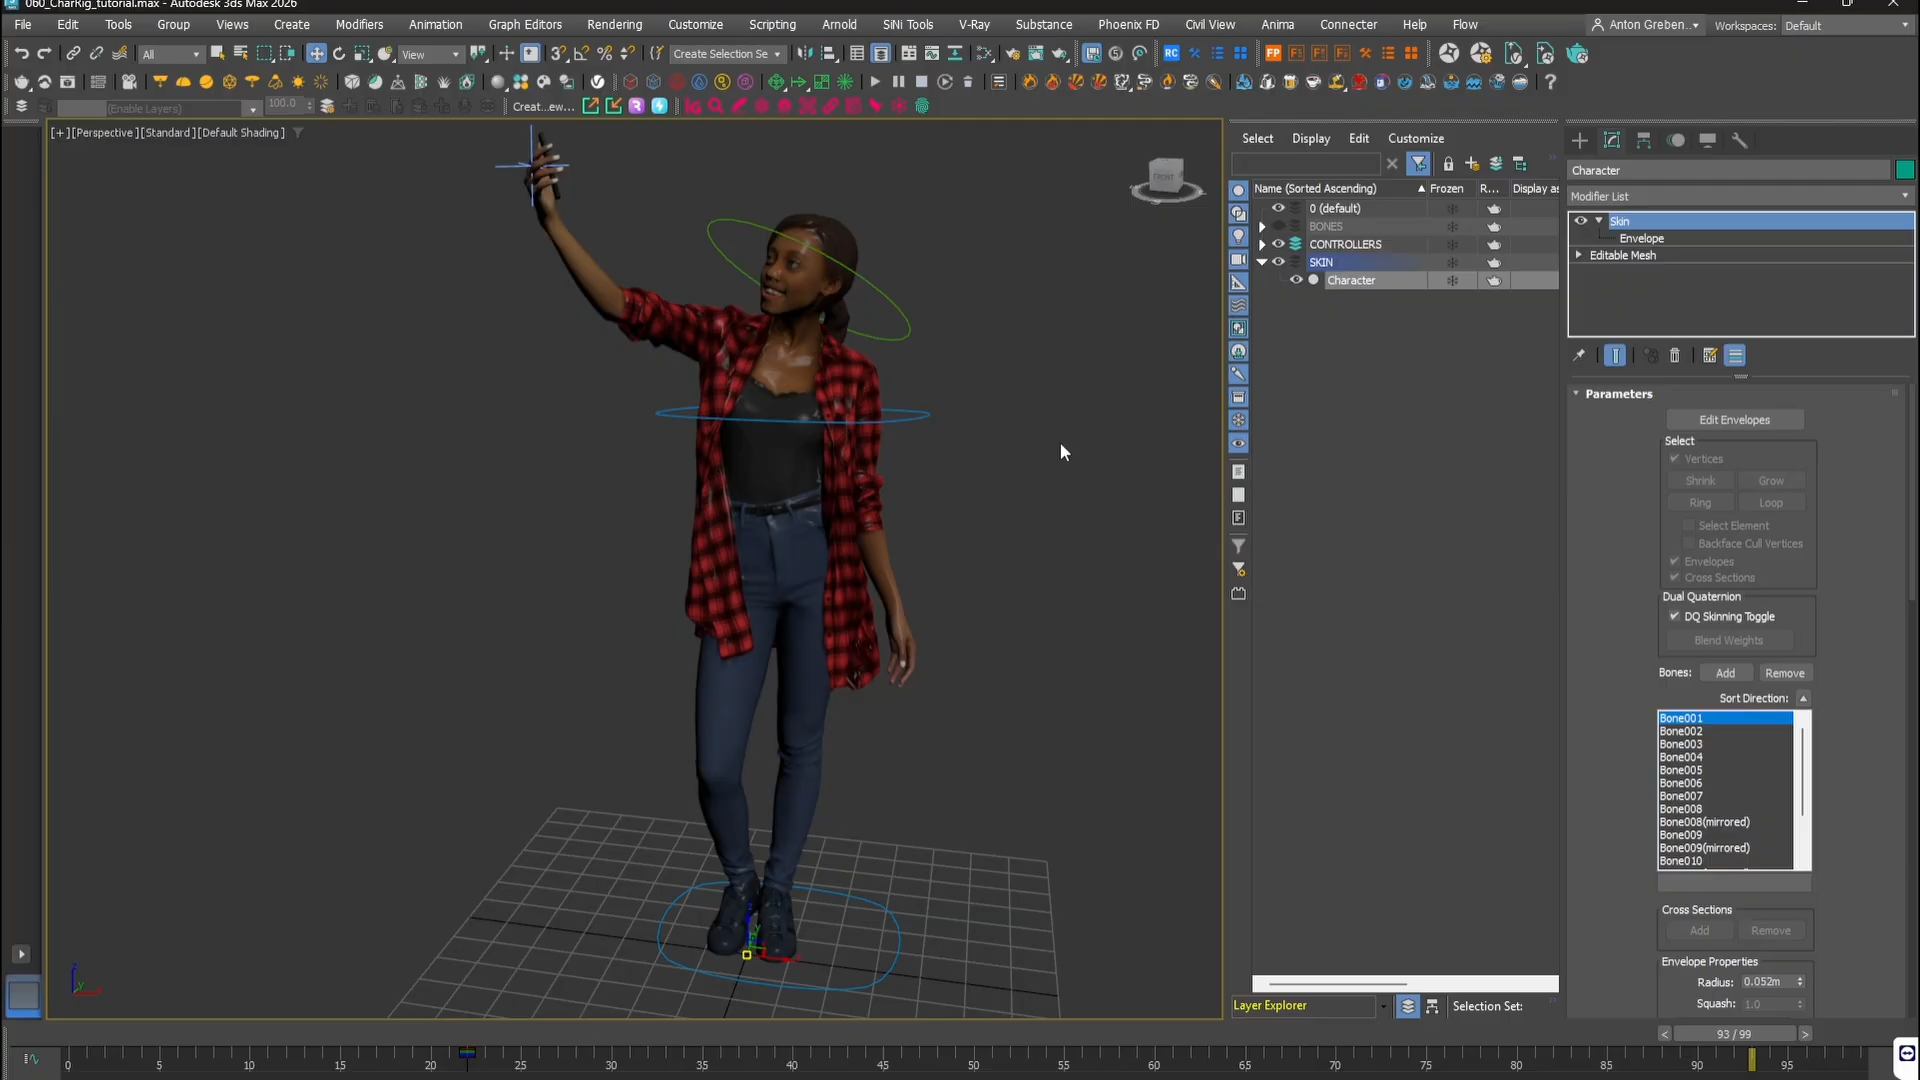 060_CharRig_tutorial.max - Autodesk 3ds Max 2026
File Edit Tools Group Views Create Modifiers Animation Graph Editors Rendering Customize Scripting Arnold SiNi Tools V-Ray Substance Phoenix FD Civil View Anima Connecter Help Flow Anton Greben... Workspaces: Default
All View Create Selection Se RC FP
(Enable Layers) 100.0 Creat...ew...
[+][Perspective][Standard][Default Shading]
FRONT
Select Display Edit Customize
Name (Sorted Ascending) Frozen R... Display as
0 (default)
BONES
CONTROLLERS
SKIN
Character
Layer Explorer Selection Set:
Character
Modifier List
Skin
Envelope
Editable Mesh
Parameters
Edit Envelopes
Select
Vertices
Shrink Grow
Ring Loop
Select Element
Backface Cull Vertices
Envelopes
Cross Sections
Dual Quaternion
DQ Skinning Toggle
Blend Weights
Bones: Add Remove
Sort Direction:
Bone001
Bone002
Bone003
Bone004
Bone005
Bone006
Bone007
Bone008
Bone008(mirrored)
Bone009
Bone009(mirrored)
Bone010
Cross Sections
Add Remove
Envelope Properties
Radius: 0.052m
Squash: 1.0
< 93 / 99 >
0 5 10 15 20 25 30 35 40 45 50 55 60 65 70 75 80 85 90 95